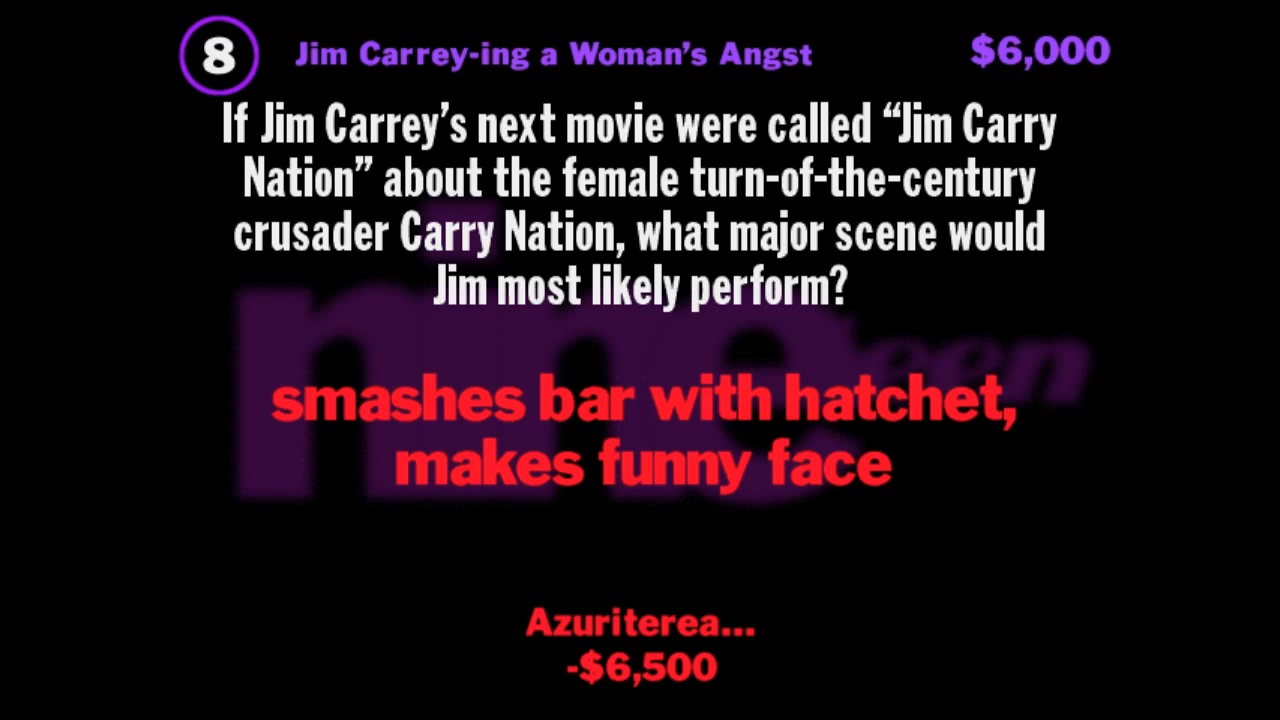 8 Jim Carrey-ing a Woman's Angst $6,000
If Jim Carrey's next movie were called “Jim Carry
Nation” about the female turn-of-the-century
crusader Carry Nation, what major scene would
Jim most likely perform?
nineteen
smashes bar with hatchet,
makes funny face
Azuriterea...
-$6,500